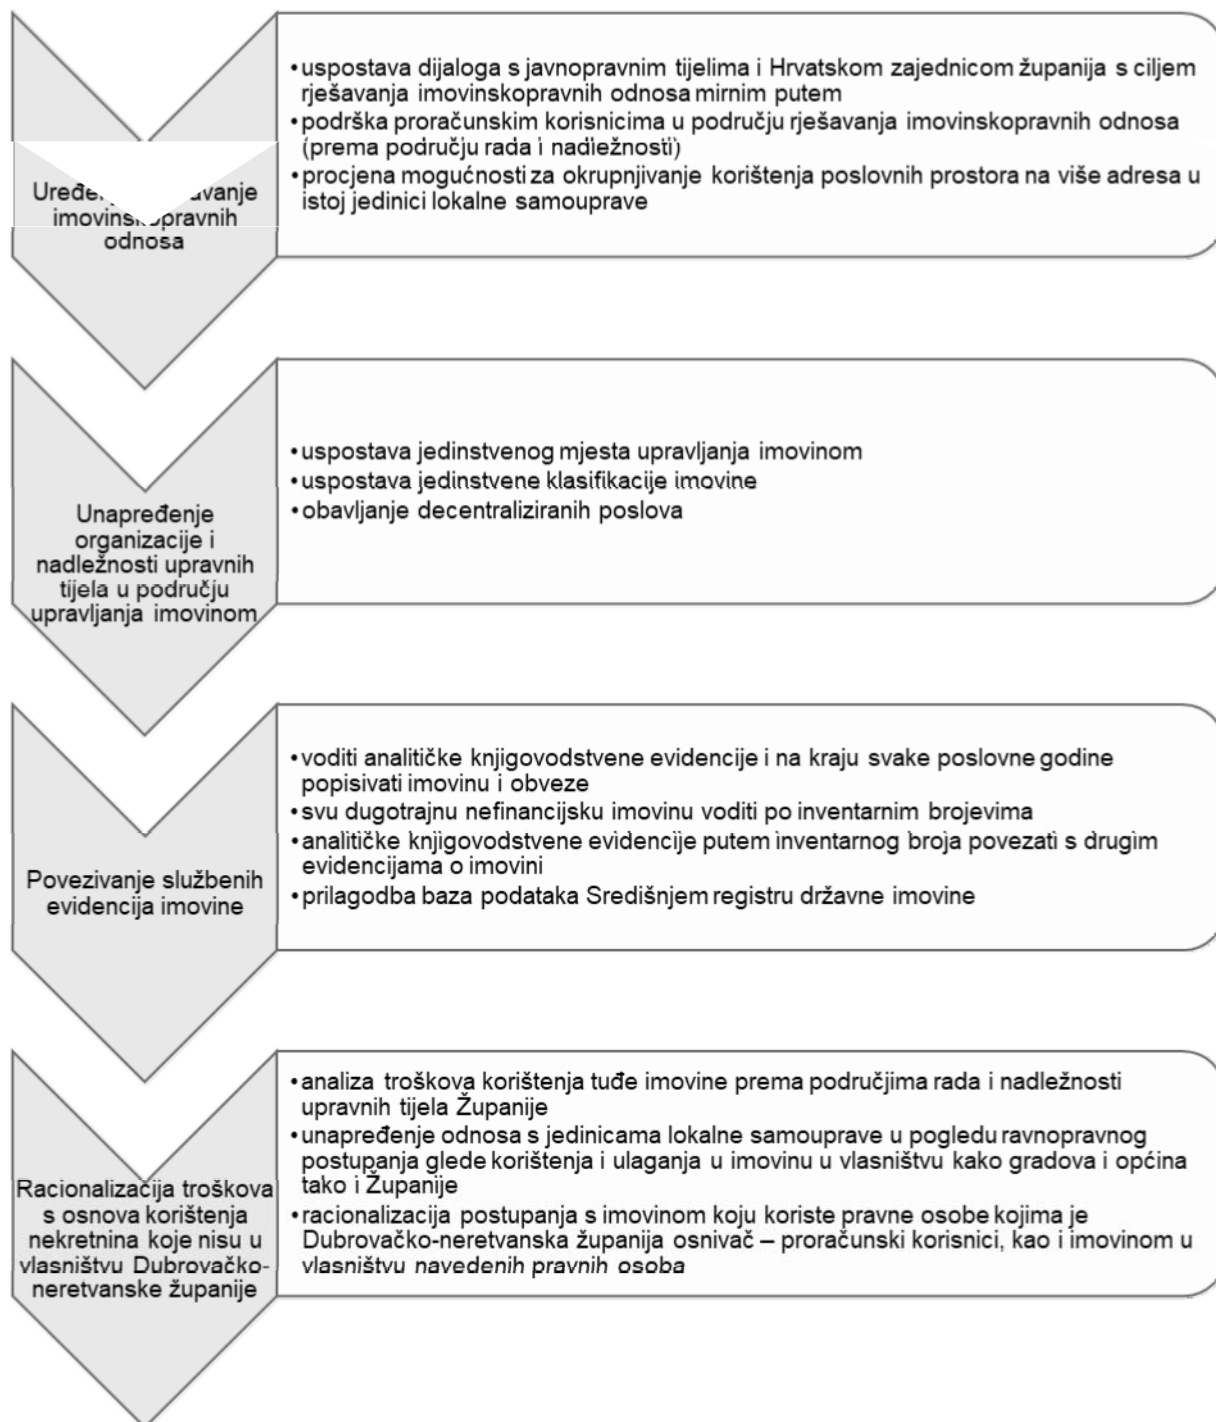 • uspostava dijaloga s javnopravnim tijelima i Hrvatskom zajednicom županija s ciljem
rješavanja imovinskopravnih odnosa mirnim putem
• podrška proračunskim korisnicima u području rješavanja imovinskopravnih odnosa
(prema području rada i nadležnosti)
• procjena mogućnosti za okrupnjivanje korištenja poslovnih prostora na više adresa u
istoj jedinici lokalne samouprave
odnosa
• uspostava jedinstvenog mjesta upravljanja imovinom
• uspostava jedinstvene klasifikacije imovine
• obavljanje decentraliziranih poslova
Unapređenje
organizacije i
nadležnosti upravnih
tijela u području
upravljanja imovinom
• voditi analitičke knjigovodstvene evidencije i na kraju svake poslovne godine
popisivati imovinu i obveze
• svu dugotrajnu nefinancijsku imovinu voditi po inventarnim brojevima
• analitičke knjigovodstvene evidencije putem inventarnog broja povezati s drugim
evidencijama o imovini
• prilagodba baza podataka Središnjem registru državne imovine
Povezivanje službenih
evidencija imovine
• analiza troškova korištenja tuđe imovine prema područjima rada i nadležnosti
upravnih tijela Županije
• unapređenje odnosa s jedinicama lokalne samouprave u pogledu ravnopravnog
postupanja glede korištenja i ulaganja u imovinu u vlasništvu kako gradova i općina
tako i Županije
• racionalizacija postupanja s imovinom koju koriste pravne osobe kojima je
Dubrovačko-neretvanska županija osnivač – proračunski korisnici, kao i imovinom u
vlasništvu navedenih pravnih osoba
Racionalizacija troškova
s osnova korištenja
nekretnina koje nisu u
vlasništvu Dubrovačko-
neretvanske županije